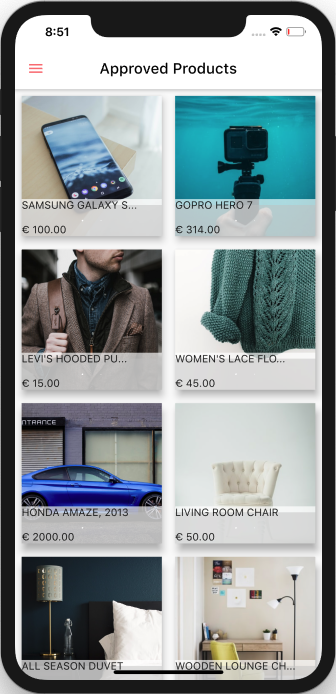 8:51
Approved Products
SAMSUNG GALAXY S...
GOPRO HERO 7
€ 100.00
€ 314.00
LEVI'S HOODED PU...
WOMEN'S LACE FLO...
€ 15.00
€ 45.00
NTRANCE
HONDA AMAZE, 2013
LIVING ROOM CHAIR
€ 2000.00
€ 50.00
ALL SEASON DUVET
WOODEN LOUNGE CH...